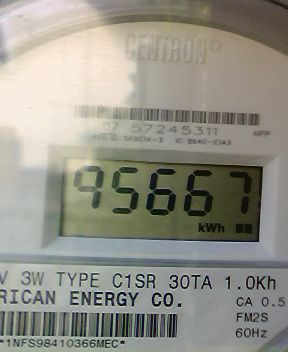 CENTRON®
07 57245311
HFP
95667
kWh
V 3W TYPE C1SR 30TA 1.0Kh
RICAN ENERGY CO.
CA 0.5
FM2S
60Hz
*1NFS98410366MEC*